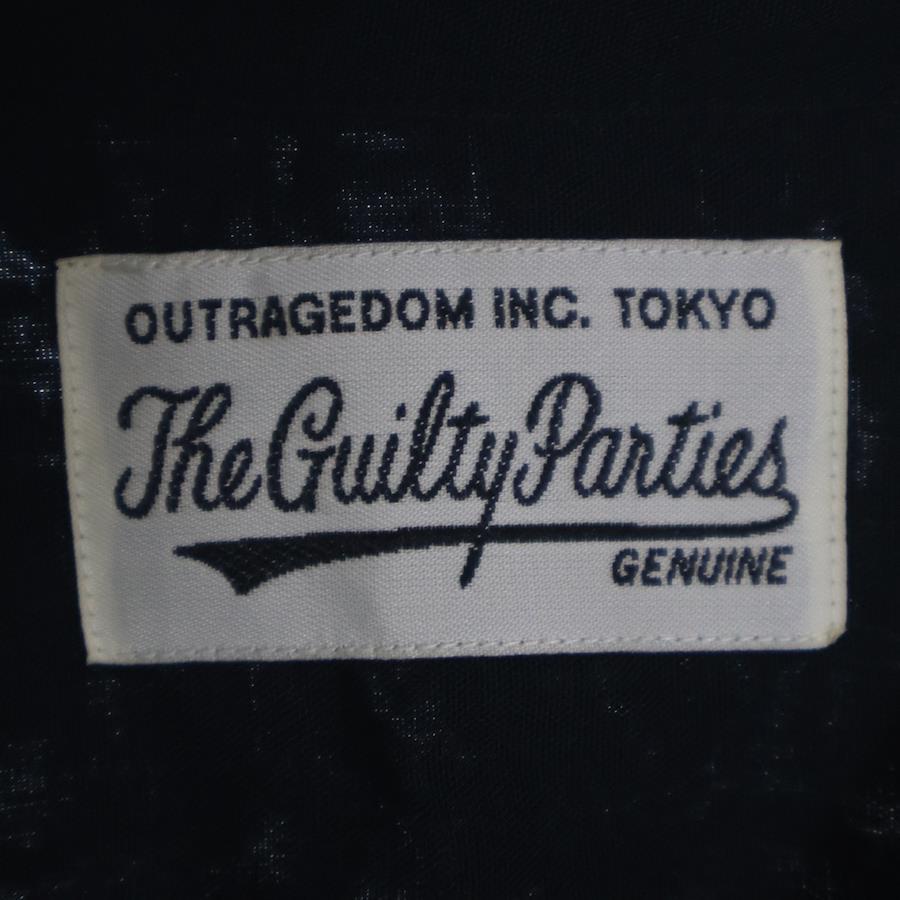 OUTRAGEDOM INC. TOKYO
The Guilty Parties
GENUINE